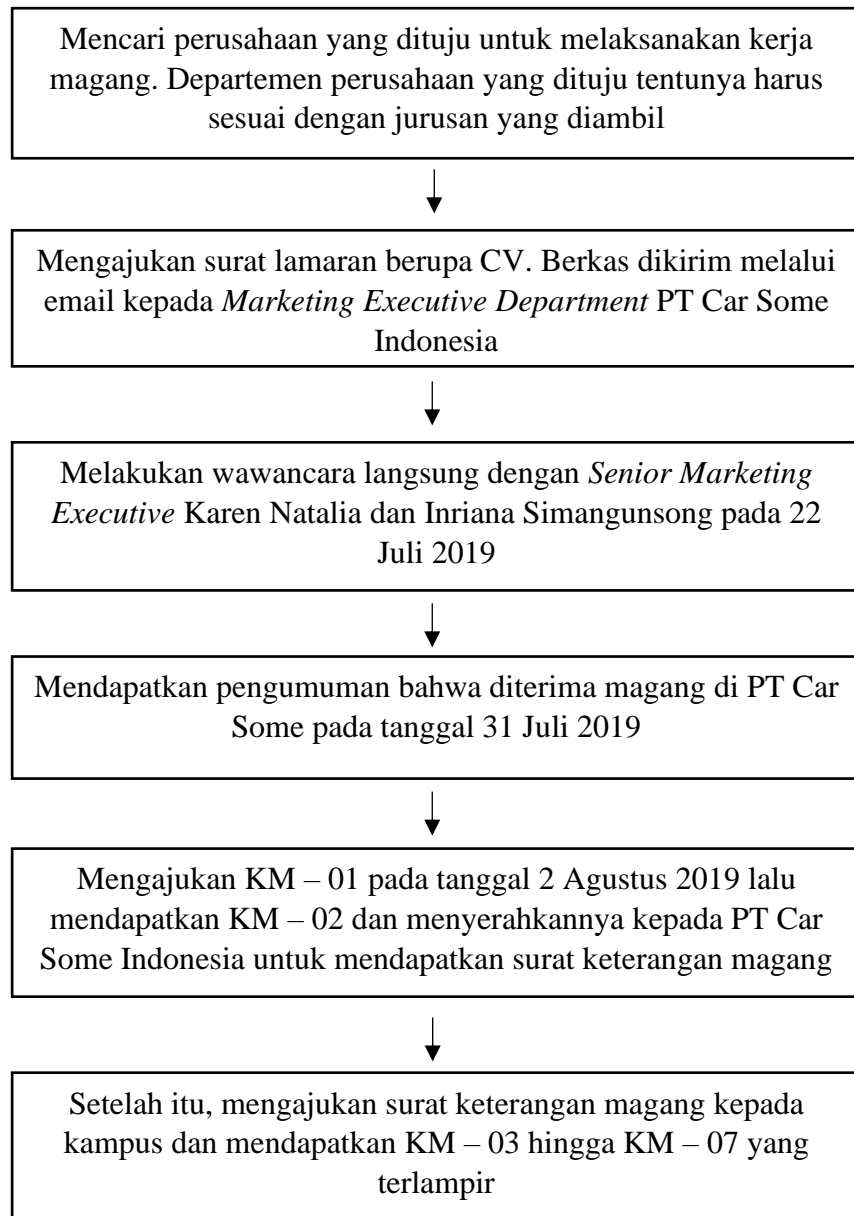 Mencari perusahaan yang dituju untuk melaksanakan kerja
magang. Departemen perusahaan yang dituju tentunya harus
sesuai dengan jurusan yang diambil
Mengajukan surat lamaran berupa CV. Berkas dikirim melalui
email kepada Marketing Executive Department PT Car Some
Indonesia
Melakukan wawancara langsung dengan Senior Marketing
Executive Karen Natalia dan Inriana Simangunsong pada 22
Juli 2019
Mendapatkan pengumuman bahwa diterima magang di PT Car
Some pada tanggal 31 Juli 2019
Mengajukan KM – 01 pada tanggal 2 Agustus 2019 lalu
mendapatkan KM – 02 dan menyerahkannya kepada PT Car
Some Indonesia untuk mendapatkan surat keterangan magang
Setelah itu, mengajukan surat keterangan magang kepada
kampus dan mendapatkan KM – 03 hingga KM – 07 yang
terlampir